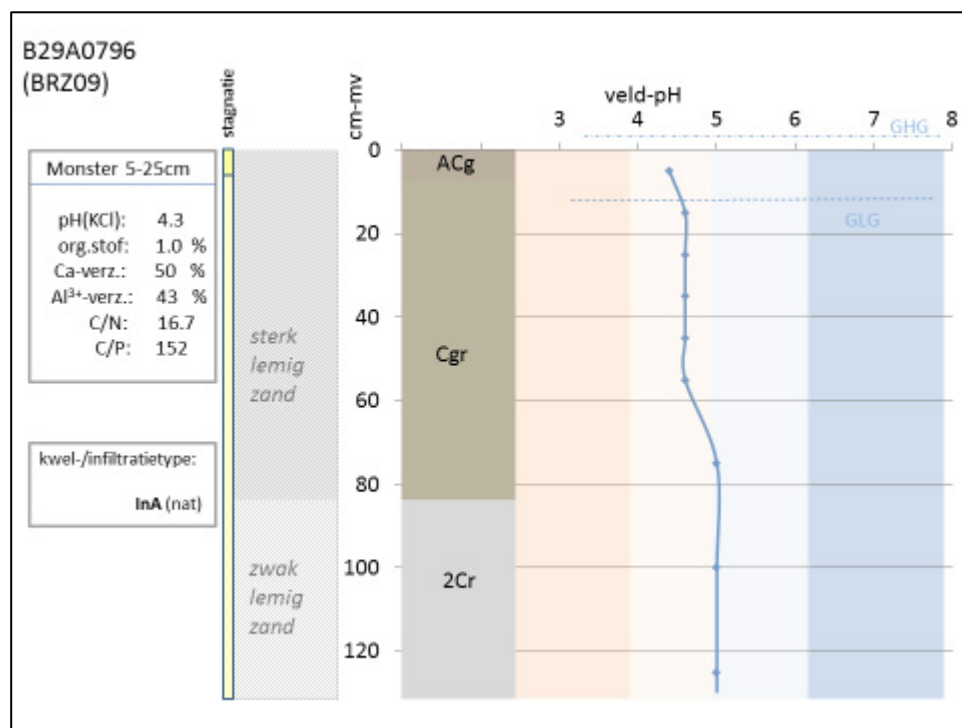 B29A0796
(BRZ09)
stagnatie
cm-mv
veld-pH
3 4 5 6 7 8
GHG
Monster 5-25cm
pH(KCl): 4.3
org.stof: 1.0 %
Ca-verz.: 50 %
Al³⁺-verz.: 43 %
C/N: 16.7
C/P: 152
kwel-/infiltratietype:
InA (nat)
sterk
lemig
zand
zwak
lemig
zand
0
20
40
60
80
100
120
ACg
Cgr
2Cr
GLG